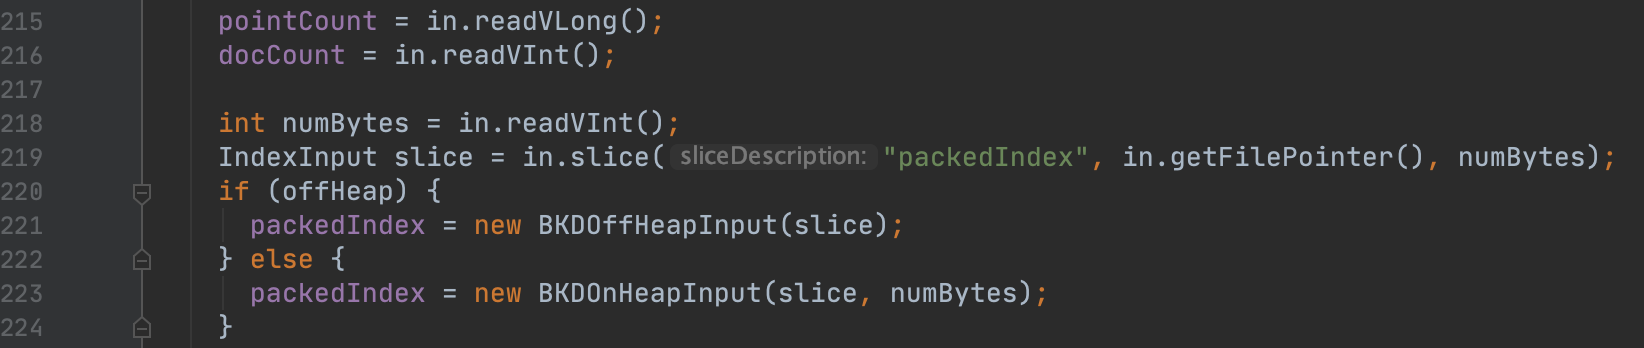 215 pointCount = in.readVLong();
216 docCount = in.readVInt();
217
218 int numBytes = in.readVInt();
219 IndexInput slice = in.slice( sliceDescription: "packedIndex", in.getFilePointer(), numBytes);
220 if (offHeap) {
221 packedIndex = new BKDOffHeapInput(slice);
222 } else {
223 packedIndex = new BKDOnHeapInput(slice, numBytes);
224 }